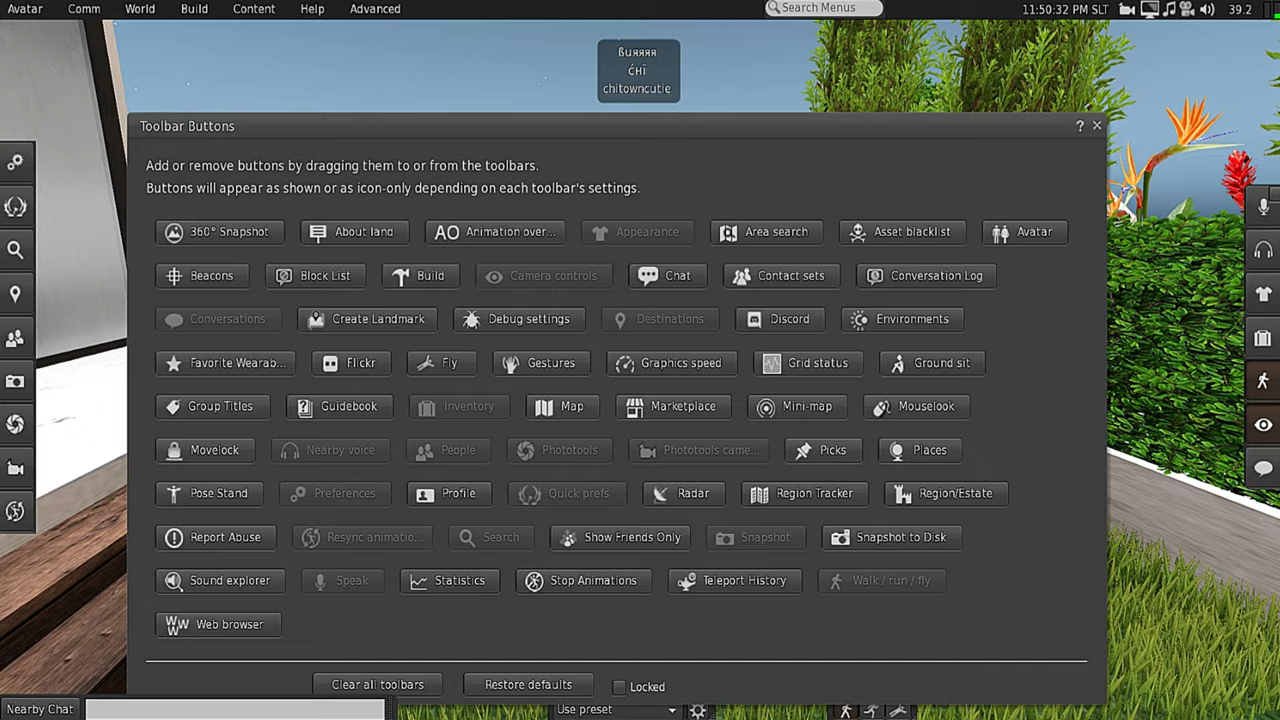 Avatar Comm World Build Content Help Advanced Search Menus 11:50:32 PM SLT 39.2
ßuяяя
ĆHÏ
chitowncutie
Toolbar Buttons ?
Add or remove buttons by dragging them to or from the toolbars.
Buttons will appear as shown or as icon-only depending on each toolbar's settings.
360° Snapshot About land AO Animation over... Appearance Area search Asset blacklist Avatar
Beacons Block List Build Camera controls Chat Contact sets Conversation Log
Conversations Create Landmark Debug settings Destinations Discord Environments
Favorite Wearab... Flickr Fly Gestures Graphics speed Grid status Ground sit
Group Titles Guidebook Inventory Map Marketplace Mini-map Mouselook
Movelock Nearby voice People Phototools Phototools came... Picks Places
Pose Stand Preferences Profile Quick prefs Radar Region Tracker Region/Estate
Report Abuse Resync animatio... Search Show Friends Only Snapshot Snapshot to Disk
Sound explorer Speak Statistics Stop Animations Teleport History Walk / run / fly
WWW Web browser
Clear all toolbars Restore defaults Locked
Nearby Chat Use preset